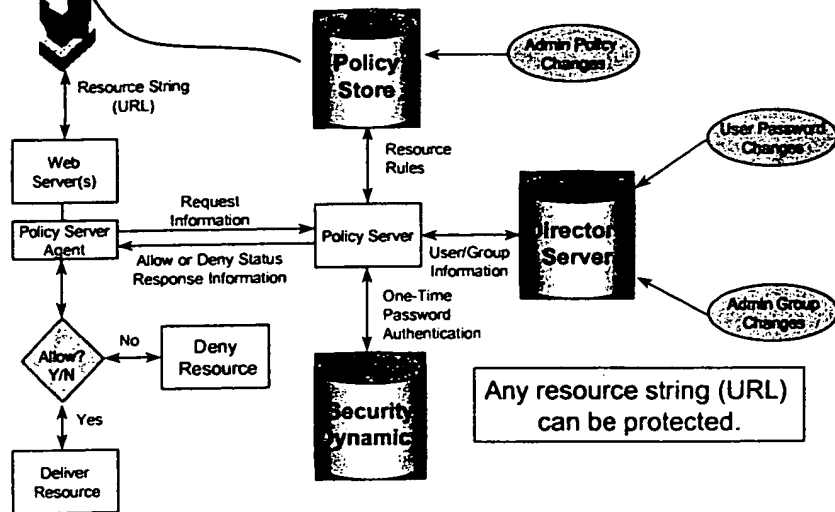 Policy
Store
Admin Policy
Changes
Resource String
(URL)
User Password
Changes
Web
Server(s)
Resource
Rules
Request
Information
Policy Server
Agent
Policy Server
Director
Server
Allow or Deny Status
Response Information
User/Group
Information
One-Time
Password
Authentication
Admin Group
Changes
Allow?
Y/N
No
Deny
Resource
Security
Dynamic
Any resource string (URL)
can be protected.
Yes
Deliver
Resource